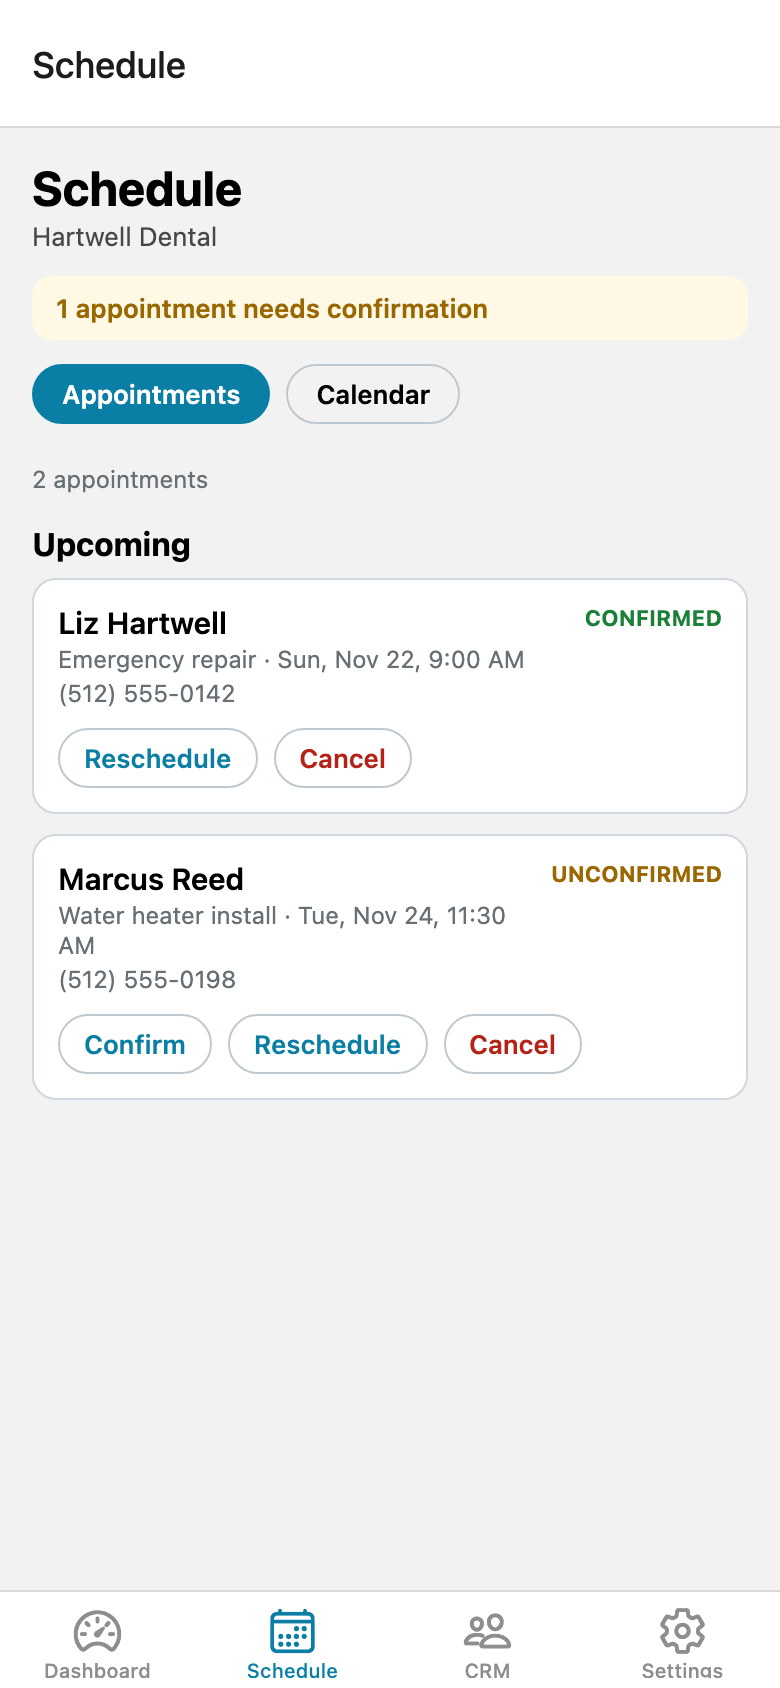 Schedule
Schedule
Hartwell Dental
1 appointment needs confirmation
Appointments
Calendar
2 appointments
Upcoming
Liz Hartwell
CONFIRMED
Emergency repair · Sun, Nov 22, 9:00 AM
(512) 555-0142
Reschedule
Cancel
Marcus Reed
UNCONFIRMED
Water heater install · Tue, Nov 24, 11:30
AM
(512) 555-0198
Confirm
Reschedule
Cancel
Dashboard
Schedule
CRM
Settings